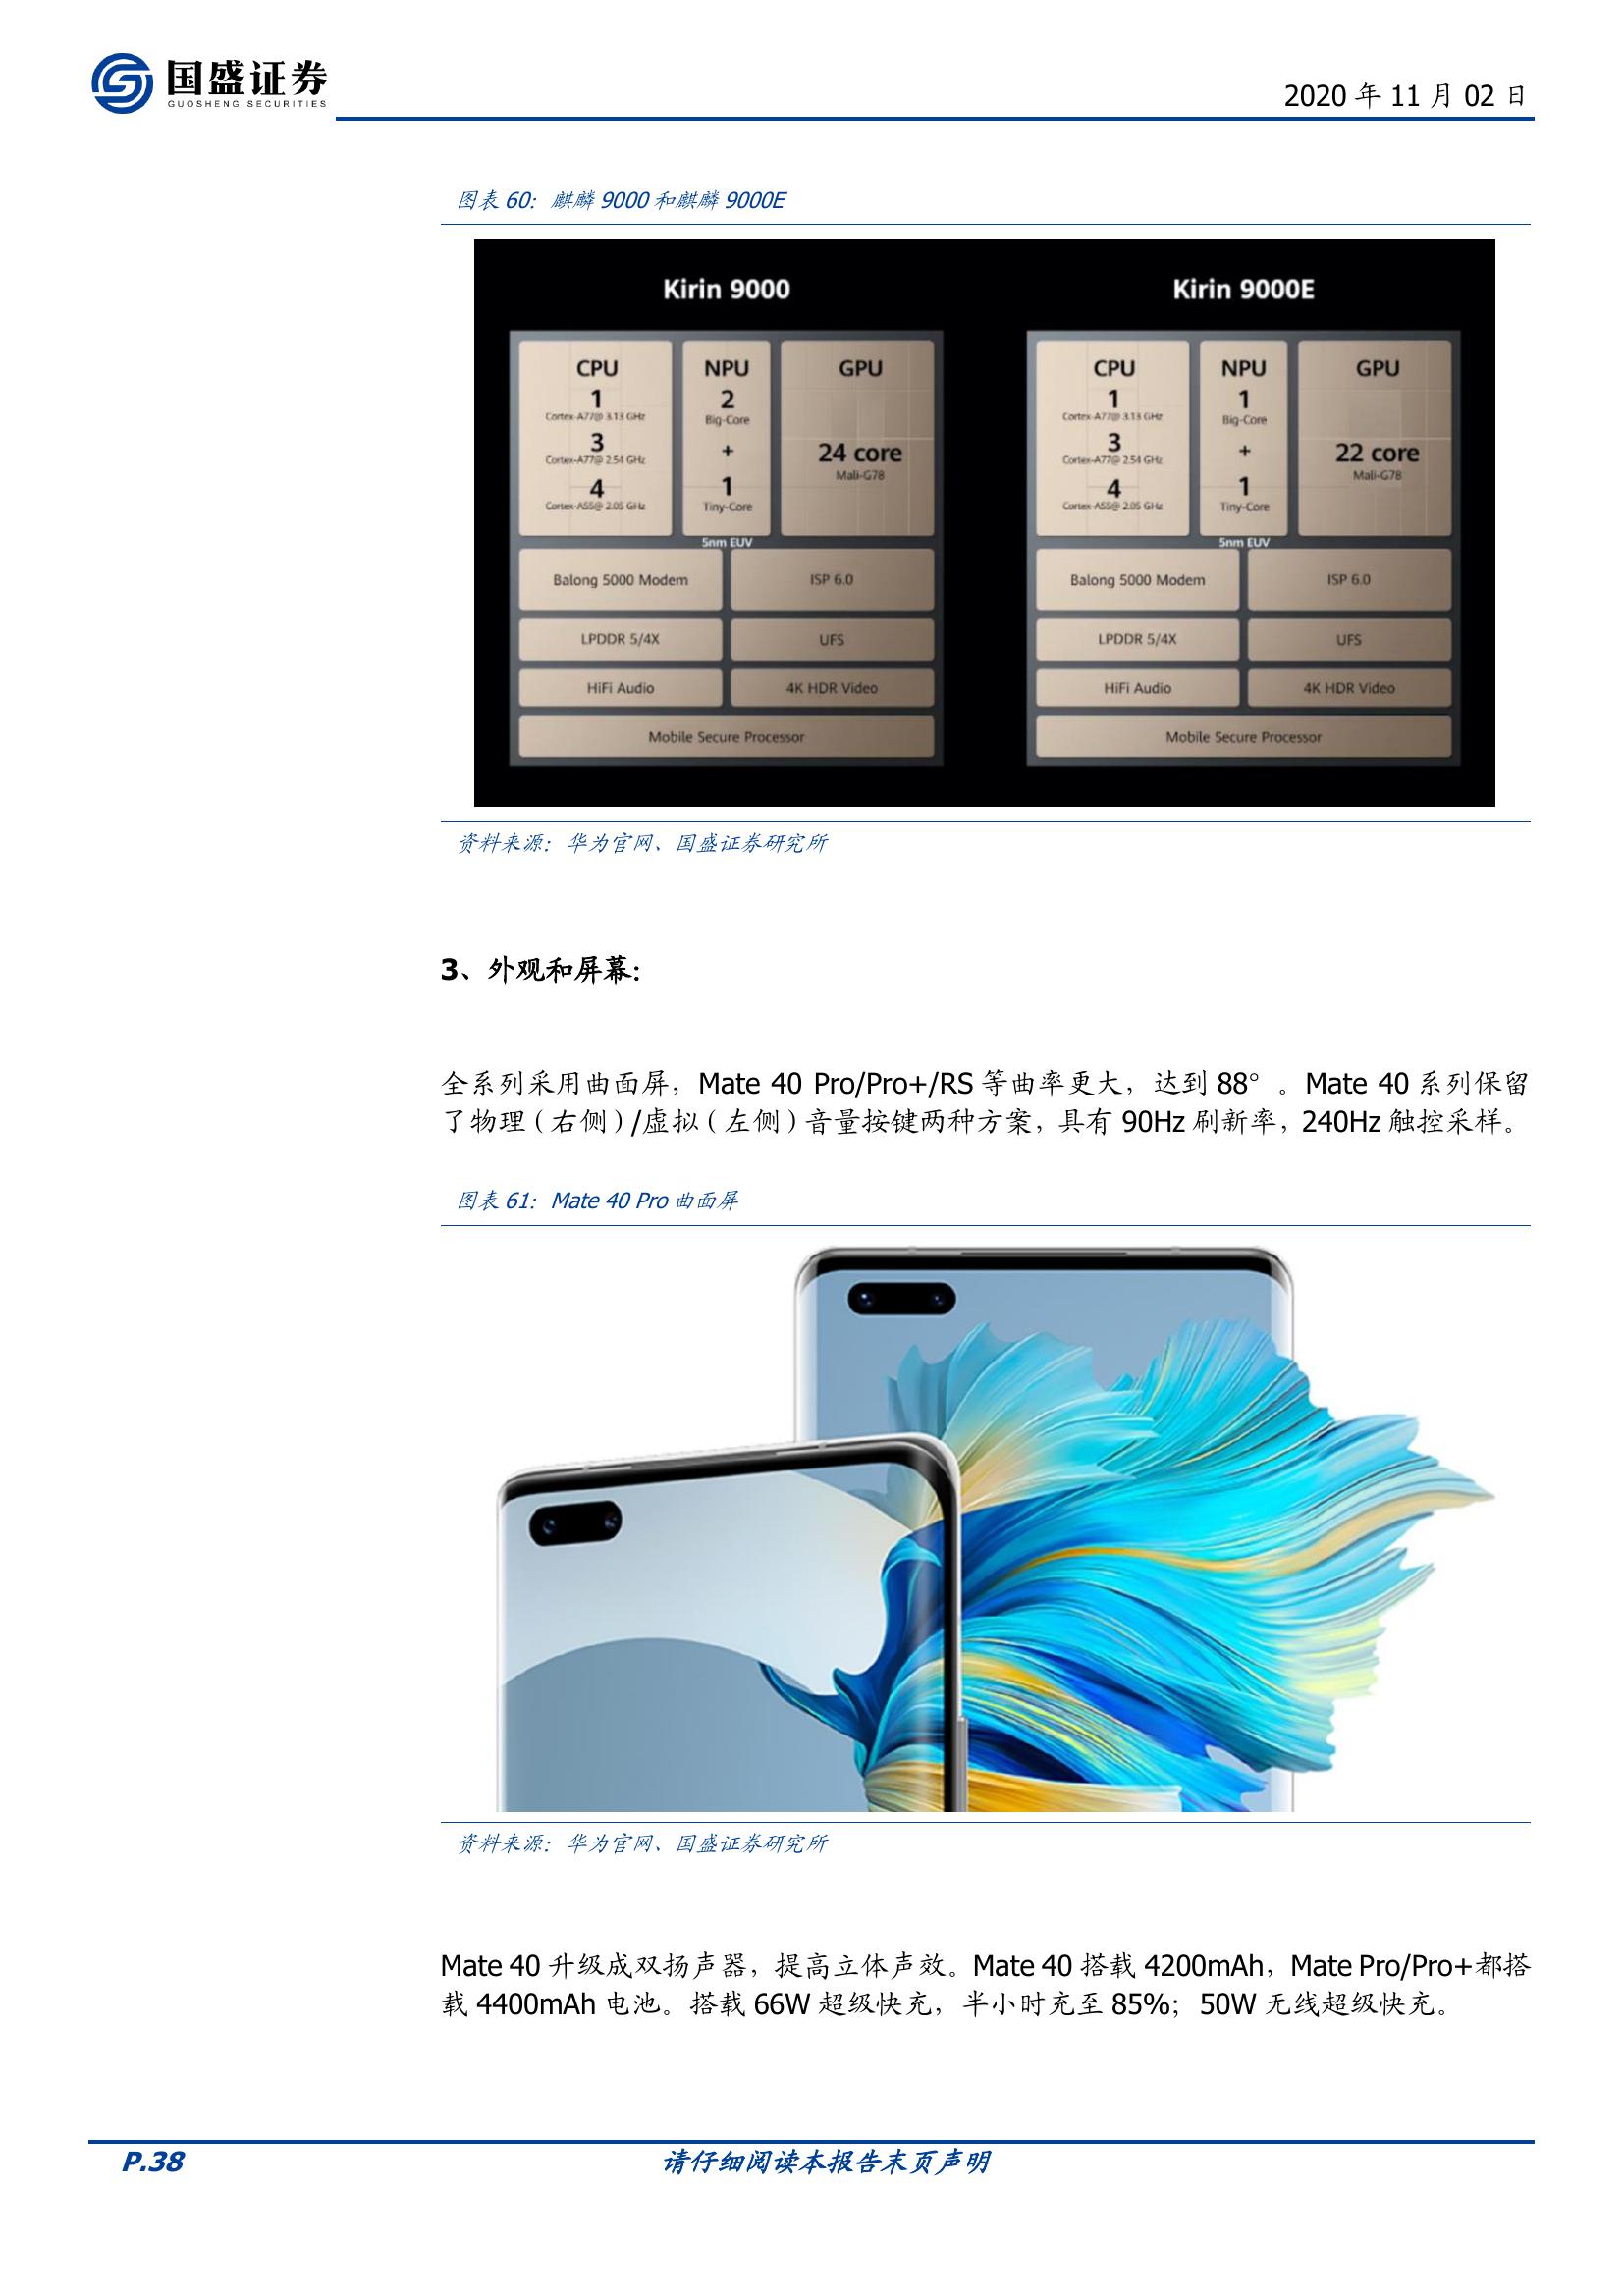 国盛证券
GUOSHENG SECURITIES
2020 年 11 月 02 日
图表 60：麒麟 9000 和麒麟 9000E
Kirin 9000
CPU
1
Cortex-A77@ 3.13 GHz
3
Cortex-A77@ 2.54 GHz
4
Cortex-A55@ 2.05 GHz
NPU
2
Big-Core
+
1
Tiny-Core
GPU
24 core
Mali-G78
5nm EUV
Balong 5000 Modem
ISP 6.0
LPDDR 5/4X
UFS
HiFi Audio
4K HDR Video
Mobile Secure Processor
Kirin 9000E
CPU
1
Cortex-A77@ 3.13 GHz
3
Cortex-A77@ 2.54 GHz
4
Cortex-A55@ 2.05 GHz
NPU
1
Big-Core
+
1
Tiny-Core
GPU
22 core
Mali-G78
5nm EUV
Balong 5000 Modem
ISP 6.0
LPDDR 5/4X
UFS
HiFi Audio
4K HDR Video
Mobile Secure Processor
资料来源：华为官网、国盛证券研究所
3、外观和屏幕：
全系列采用曲面屏，Mate 40 Pro/Pro+/RS 等曲率更大，达到 88° 。Mate 40 系列保留
了物理（右侧）/虚拟（左侧）音量按键两种方案，具有 90Hz 刷新率，240Hz 触控采样。
图表 61：Mate 40 Pro 曲面屏
资料来源：华为官网、国盛证券研究所
Mate 40 升级成双扬声器，提高立体声效。Mate 40 搭载 4200mAh，Mate Pro/Pro+都搭
载 4400mAh 电池。搭载 66W 超级快充，半小时充至 85%；50W 无线超级快充。
P.38
请仔细阅读本报告末页声明